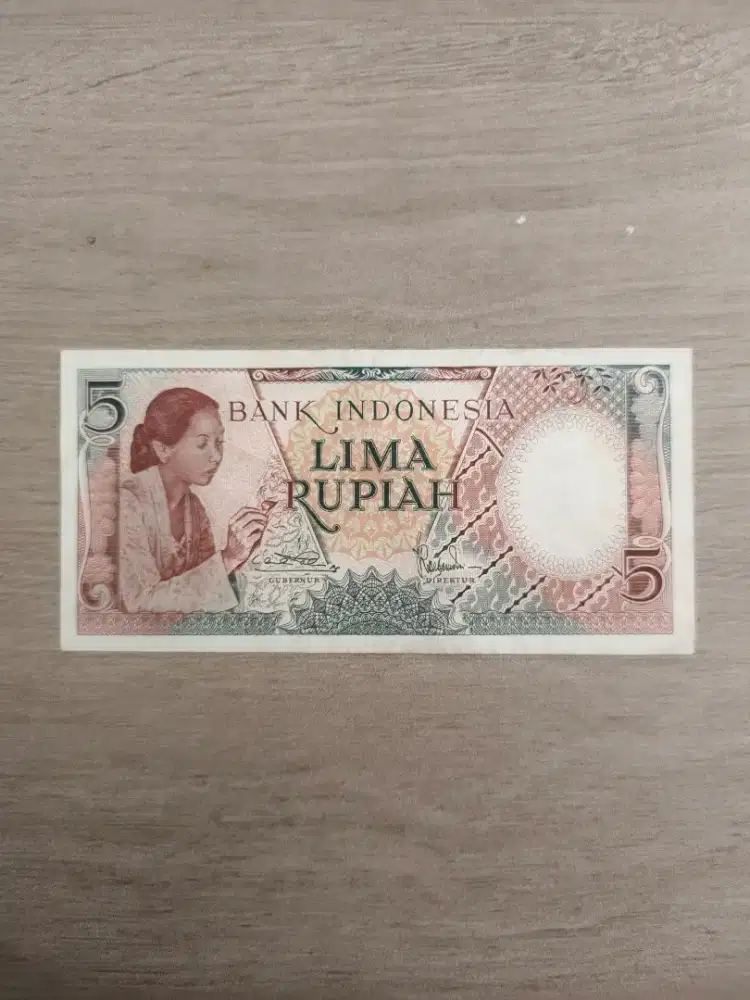 5
BANK INDONESIA
LIMA
RUPIAH
GUBERNUR
DIREKTUR
5